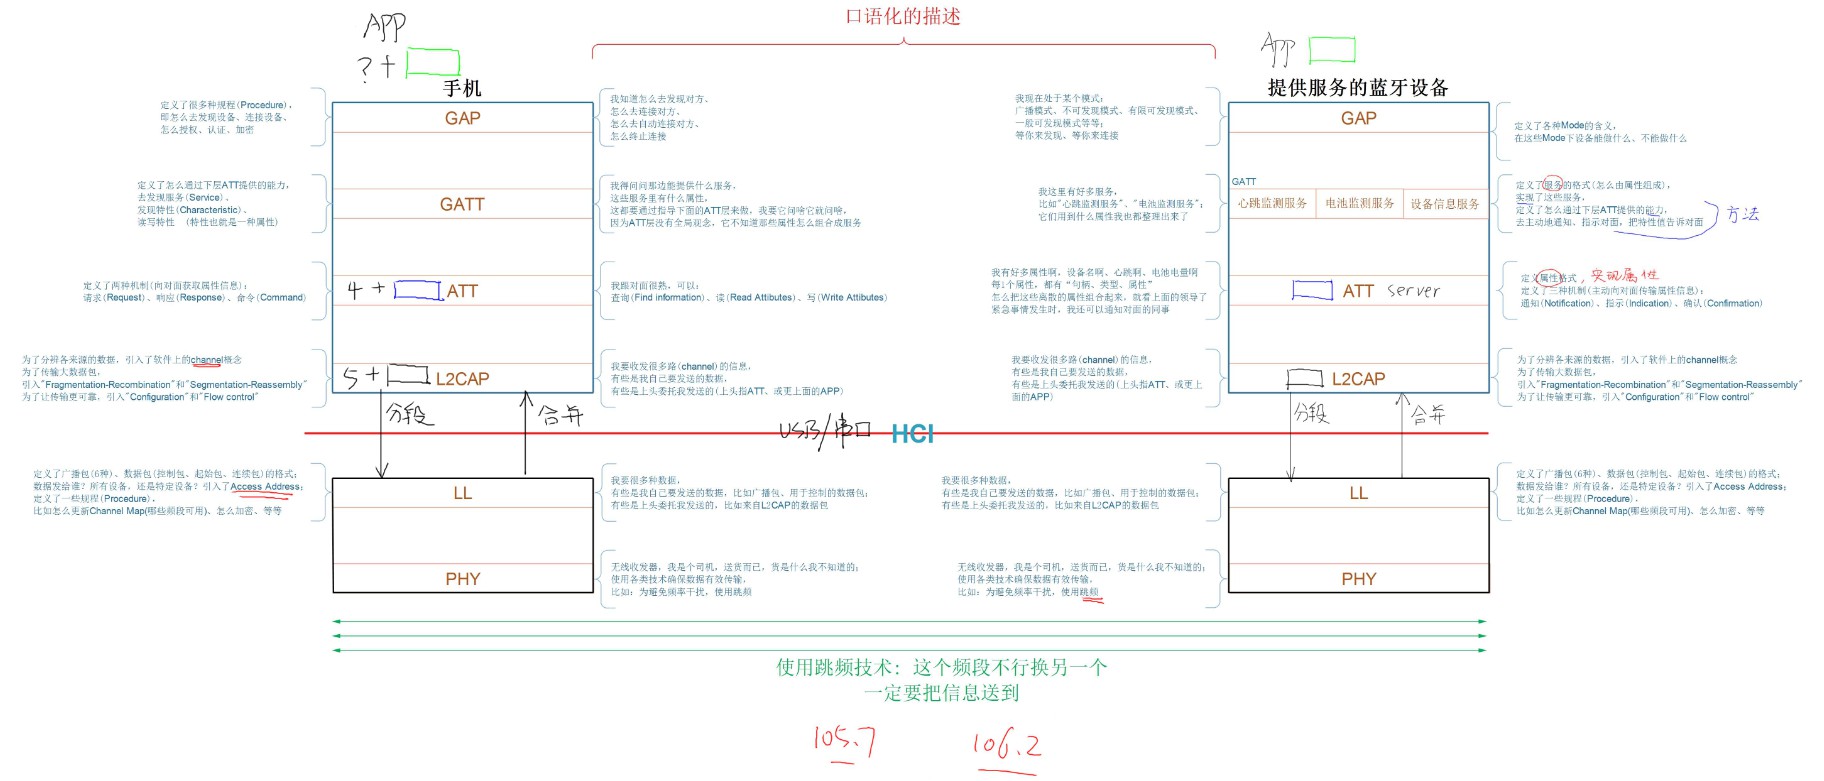 口语化的描述
APP
? +
手机
定义了很多种规程(Procedure)，
即怎么去发现设备、连接设备、
怎么授权、认证、加密
GAP
我知道怎么去发现对方、
怎么去连接对方、
怎么去自动连接对方、
怎么终止连接
定义了怎么通过下层ATT提供的能力，
去发现服务(Service)、
发现特性(Characteristic)、
读写特性 (特性也就是一种属性)
GATT
我得问问那边能提供什么服务，
这些服务里有什么属性，
这都要通过指导下面的ATT层来做，我要它问啥它就问啥，
因为ATT层没有全局观念，它不知道那些属性怎么组合成服务
定义了两种机制(向对面获取属性信息)：
请求(Request)、响应(Response)、命令(Command)
4 +
ATT
我跟对面很熟，可以：
查询(Find information)、读(Read Attibutes)、写(Write Attibutes)
为了分辨各来源的数据，引入了软件上的channel概念
为了传输大数据包，
引入"Fragmentation-Recombination"和"Segmentation-Reassembly"
为了让传输更可靠，引入"Configuration"和"Flow control"
5 +
L2CAP
我要收发很多路(channel)的信息，
有些是我自己要发送的数据，
有些是上头委托我发送的(上头指ATT、或更上面的APP)
分段
合并
USB/串口
HCI
定义了广播包(6种)、数据包(控制包、起始包、连续包)的格式；
数据发给谁？所有设备，还是特定设备？引入了Access Address；
定义了一些规程(Procedure)，
比如怎么更新Channel Map(哪些频段可用)、怎么加密、等等
LL
我要很多种数据，
有些是我自己要发送的数据，比如广播包、用于控制的数据包；
有些是上头委托我发送的，比如来自L2CAP的数据包
PHY
无线收发器，我是个司机，送货而已，货是什么我不知道的；
使用各类技术确保数据有效传输，
比如：为避免频率干扰，使用跳频
APP
提供服务的蓝牙设备
我现在处于某个模式：
广播模式、不可发现模式、有限可发现模式、
一般可发现模式等等；
等你来发现、等你来连接
GAP
定义了各种Mode的含义，
在这些Mode下设备能做什么、不能做什么
我这里有好多服务，
比如"心跳监测服务"、"电池监测服务"；
它们用到什么属性我也都整理出来了
GATT
心跳监测服务
电池监测服务
设备信息服务
定义了服务的格式(怎么由属性组成)，
实现了这些服务，
定义了怎么通过下层ATT提供的能力，
去主动地通知、指示对面，把特性值告诉对面
方法
我有好多属性啊，设备名啊、心跳啊、电池电量啊
每1个属性，都有"句柄、类型、属性"
怎么把这些离散的属性组合起来，就看上面的领导了
紧急事情发生时，我还可以通知对面的同事
ATT server
定义属性格式，实现属性
定义了三种机制(主动向对面传输属性信息)：
通知(Notification)、指示(Indication)、确认(Confirmation)
我要收发很多路(channel)的信息，
有些是我自己要发送的数据，
有些是上头委托我发送的(上头指ATT、或更上
面的APP)
L2CAP
为了分辨各来源的数据，引入了软件上的channel概念
为了传输大数据包，
引入"Fragmentation-Recombination"和"Segmentation-Reassembly"
为了让传输更可靠，引入"Configuration"和"Flow control"
分段
合并
我要很多种数据，
有些是我自己要发送的数据，比如广播包、用于控制的数据包；
有些是上头委托我发送的，比如来自L2CAP的数据包
LL
定义了广播包(6种)、数据包(控制包、起始包、连续包)的格式；
数据发给谁？所有设备，还是特定设备？引入了Access Address；
定义了一些规程(Procedure)，
比如怎么更新Channel Map(哪些频段可用)、怎么加密、等等
无线收发器，我是个司机，送货而已，货是什么我不知道的；
使用各类技术确保数据有效传输，
比如：为避免频率干扰，使用跳频
PHY
使用跳频技术：这个频段不行换另一个
一定要把信息送到
105.7
106.2